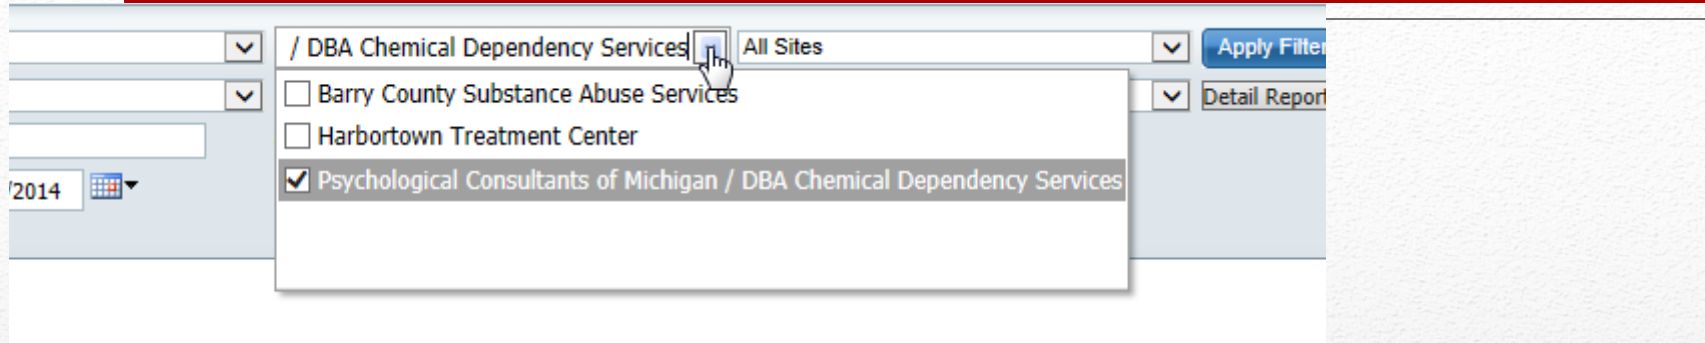 / DBA Chemical Dependency Services All Sites Apply Filter
Barry County Substance Abuse Services Detail Report
Harbortown Treatment Center
Psychological Consultants of Michigan / DBA Chemical Dependency Services
/2014